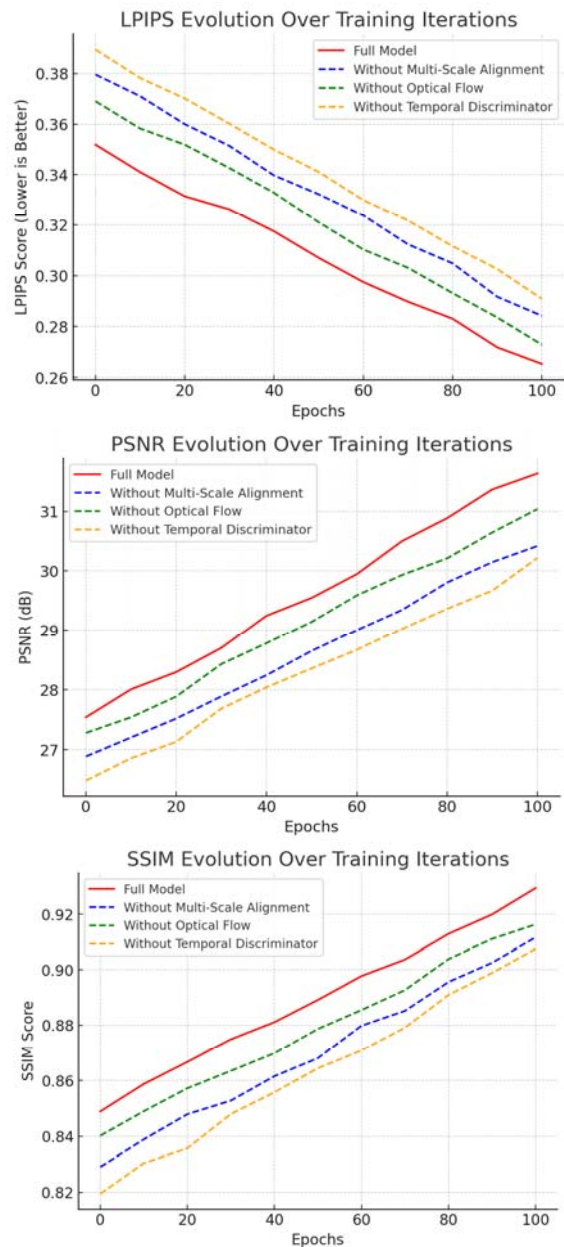 LPIPS Evolution Over Training Iterations
Full Model
Without Multi-Scale Alignment
Without Optical Flow
Without Temporal Discriminator
LPIPS Score (Lower is Better)
0.38
0.36
0.34
0.32
0.30
0.28
0.26
0 20 40 60 80 100
Epochs
PSNR Evolution Over Training Iterations
Full Model
Without Multi-Scale Alignment
Without Optical Flow
Without Temporal Discriminator
PSNR (dB)
31
30
29
28
27
0 20 40 60 80 100
Epochs
SSIM Evolution Over Training Iterations
Full Model
Without Multi-Scale Alignment
Without Optical Flow
Without Temporal Discriminator
SSIM Score
0.92
0.90
0.88
0.86
0.84
0.82
0 20 40 60 80 100
Epochs